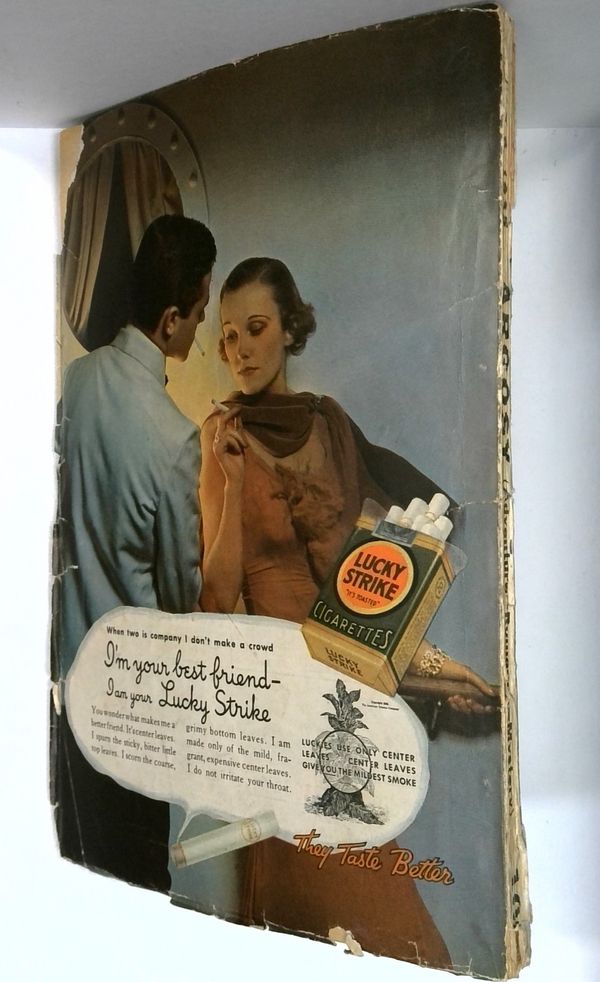 ARGOSY
LUCKY
STRIKE
"IT'S TOASTED"
CIGARETTES
LUCKY
STRIKE
When two is company I don't make a crowd
I'm your best friend—
I am your Lucky Strike
You wonder what makes me a
better friend. It's center leaves.
I spurn the sticky, bitter little
top leaves. I scorn the coarse,
grimy bottom leaves. I am
made only of the mild, fra-
grant, expensive center leaves.
I do not irritate your throat.
LUCKIES USE ONLY CENTER
LEAVES CENTER LEAVES
GIVE YOU THE MILDEST SMOKE
They Taste Better